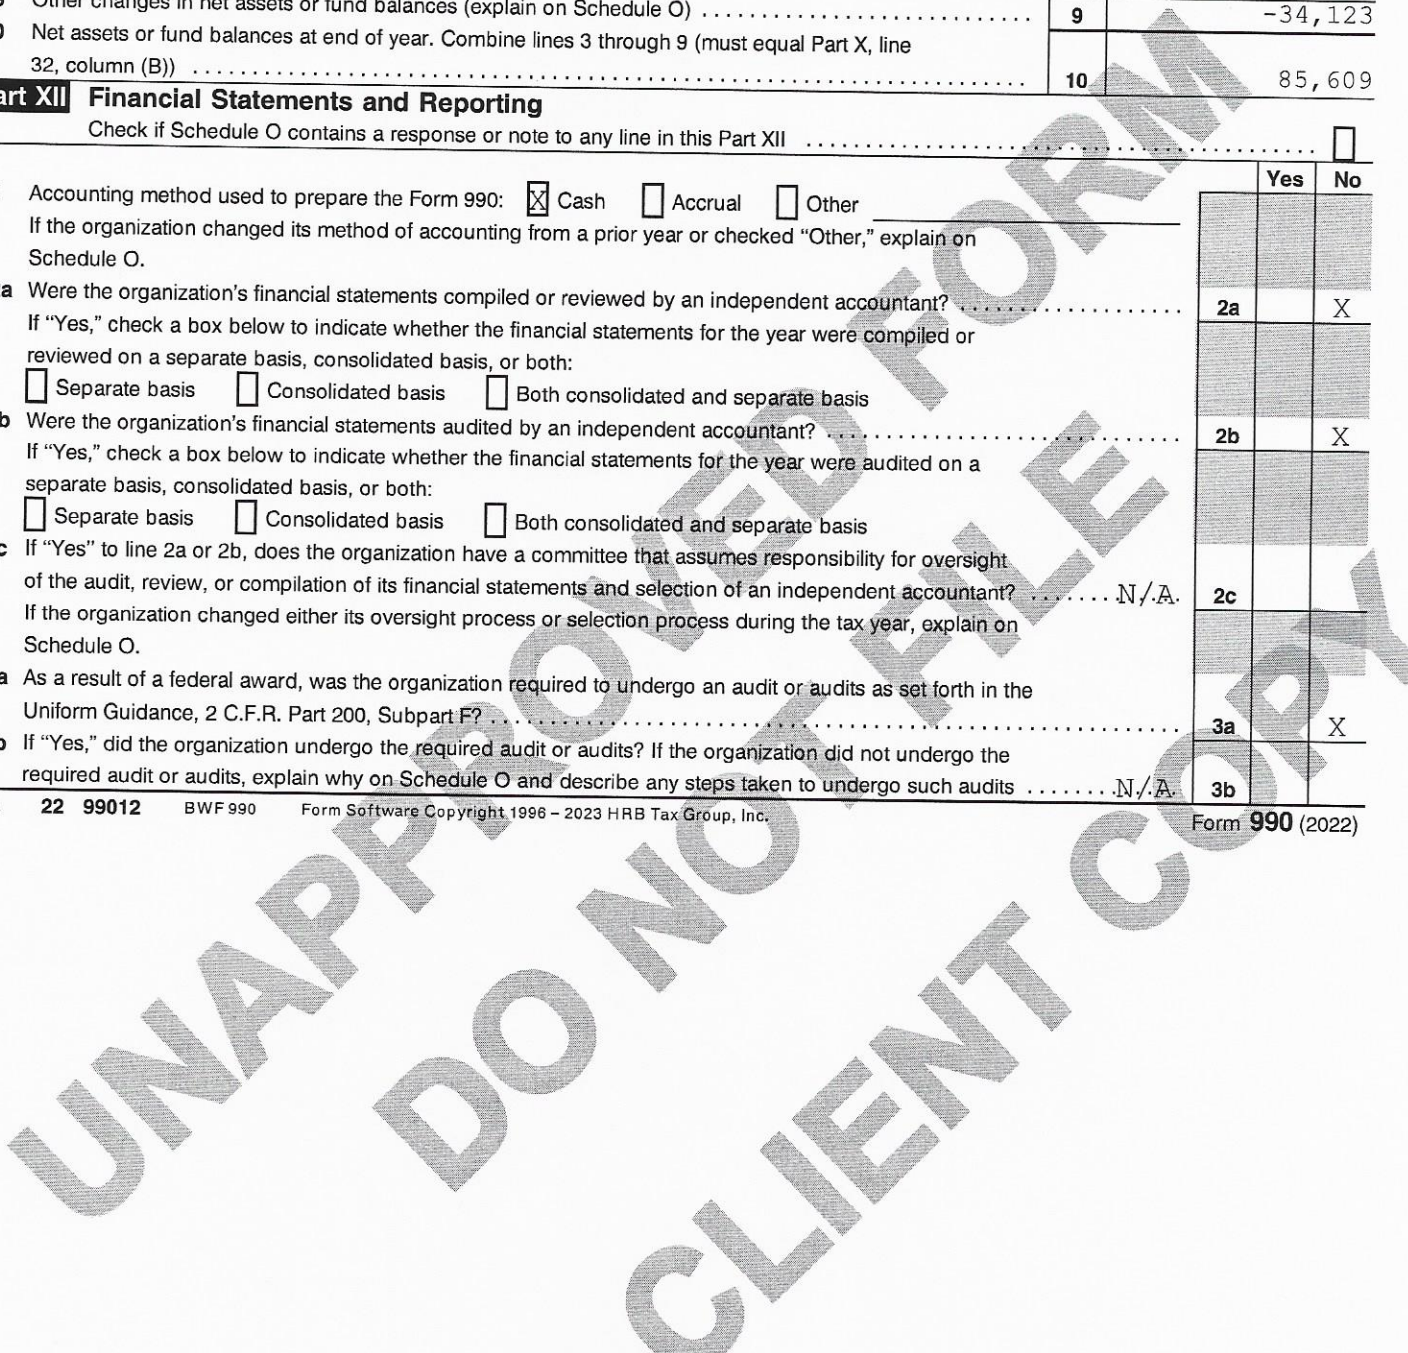 Other changes in net assets or fund balances (explain on Schedule O) 9 -34,123
Net assets or fund balances at end of year. Combine lines 3 through 9 (must equal Part X, line
32, column (B)) 10 85,609
art XII Financial Statements and Reporting
Check if Schedule O contains a response or note to any line in this Part XII
Yes No
Accounting method used to prepare the Form 990: X Cash Accrual Other
If the organization changed its method of accounting from a prior year or checked “Other,” explain on
Schedule O.
a Were the organization’s financial statements compiled or reviewed by an independent accountant? 2a X
If “Yes,” check a box below to indicate whether the financial statements for the year were compiled or
reviewed on a separate basis, consolidated basis, or both:
Separate basis Consolidated basis Both consolidated and separate basis
b Were the organization’s financial statements audited by an independent accountant? 2b X
If “Yes,” check a box below to indicate whether the financial statements for the year were audited on a
separate basis, consolidated basis, or both:
Separate basis Consolidated basis Both consolidated and separate basis
c If “Yes” to line 2a or 2b, does the organization have a committee that assumes responsibility for oversight
of the audit, review, or compilation of its financial statements and selection of an independent accountant? N/A 2c
If the organization changed either its oversight process or selection process during the tax year, explain on
Schedule O.
a As a result of a federal award, was the organization required to undergo an audit or audits as set forth in the
Uniform Guidance, 2 C.F.R. Part 200, Subpart F? 3a X
b If “Yes,” did the organization undergo the required audit or audits? If the organization did not undergo the
required audit or audits, explain why on Schedule O and describe any steps taken to undergo such audits N/A 3b
22 99012 BWF 990 Form Software Copyright 1996 – 2023 HRB Tax Group, Inc. Form 990 (2022)
UNAPPROVED FORM
DO NOT FILE
CLIENT COPY